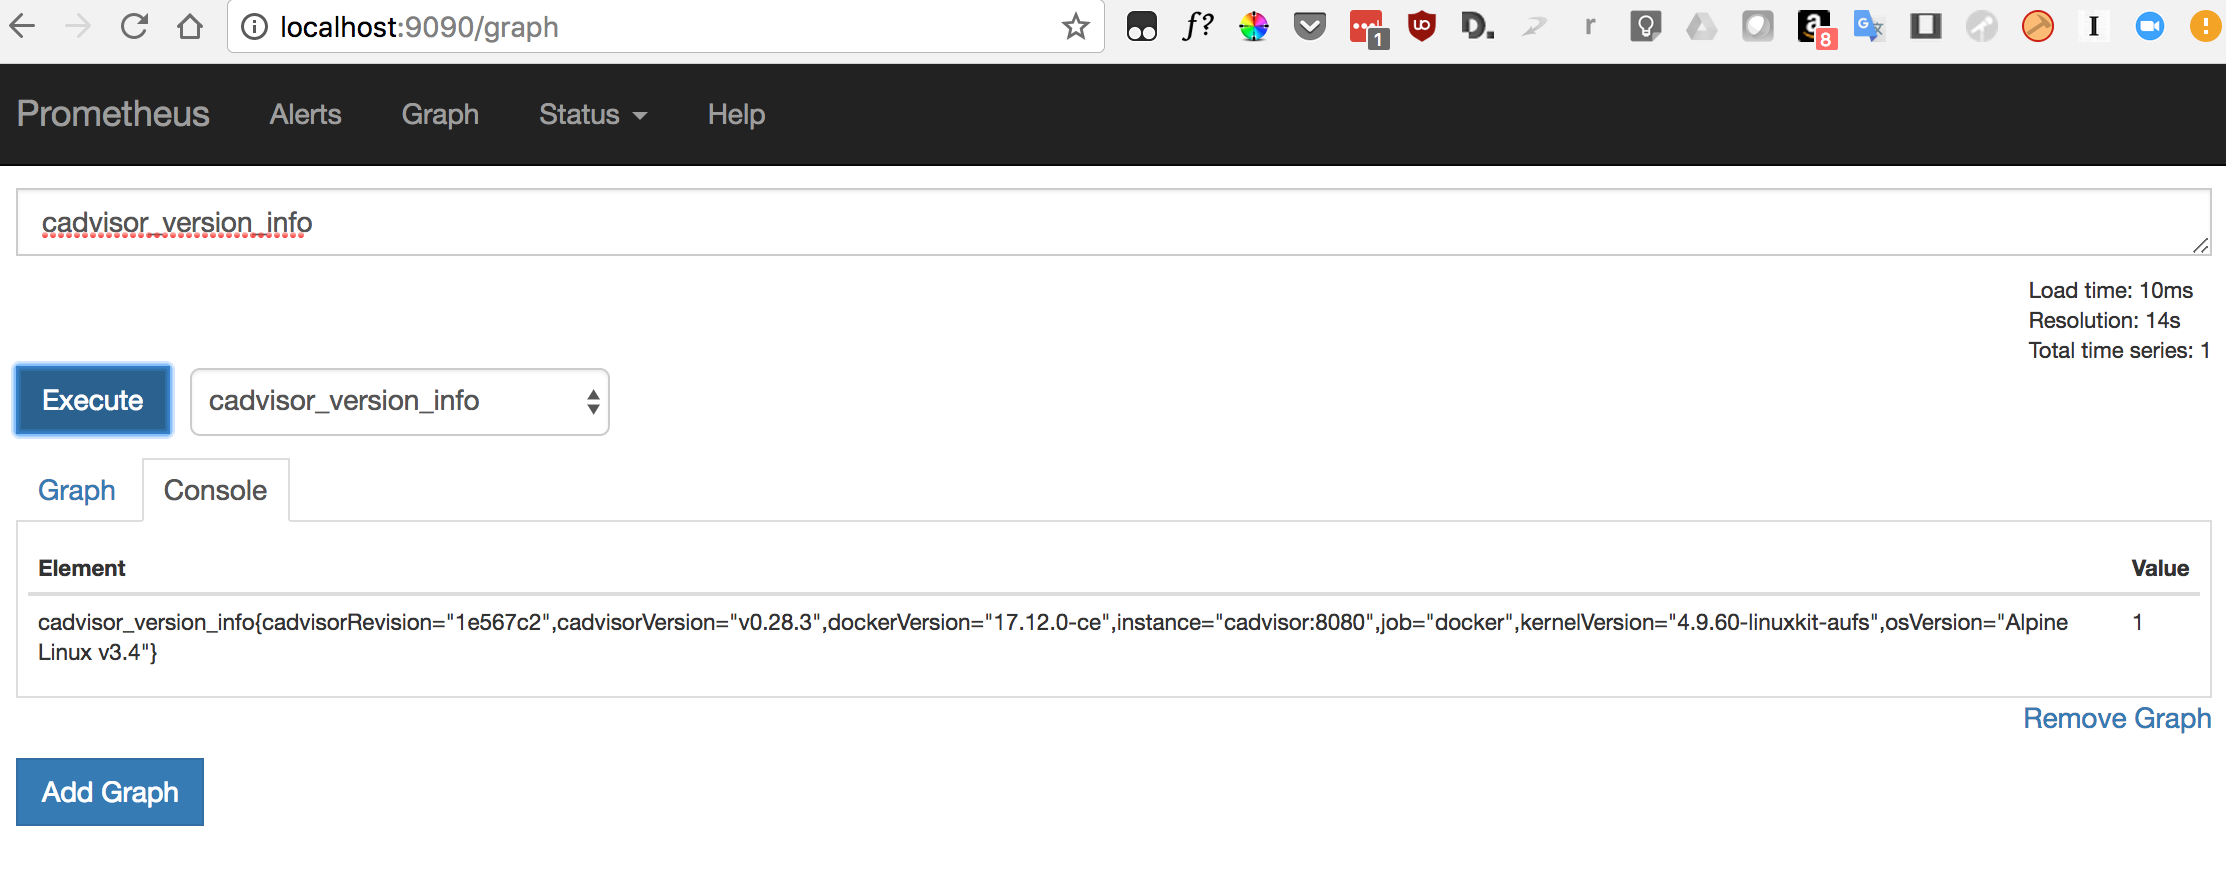 localhost:9090/graph
f? 1 UO D. r a 8 G I
Prometheus Alerts Graph Status Help
cadvisor_version_info
Load time: 10ms
Resolution: 14s
Total time series: 1
Execute cadvisor_version_info
Graph Console
Element Value
cadvisor_version_info{cadvisorRevision="1e567c2",cadvisorVersion="v0.28.3",dockerVersion="17.12.0-ce",instance="cadvisor:8080",job="docker",kernelVersion="4.9.60-linuxkit-aufs",osVersion="Alpine 1
Linux v3.4"}
Remove Graph
Add Graph